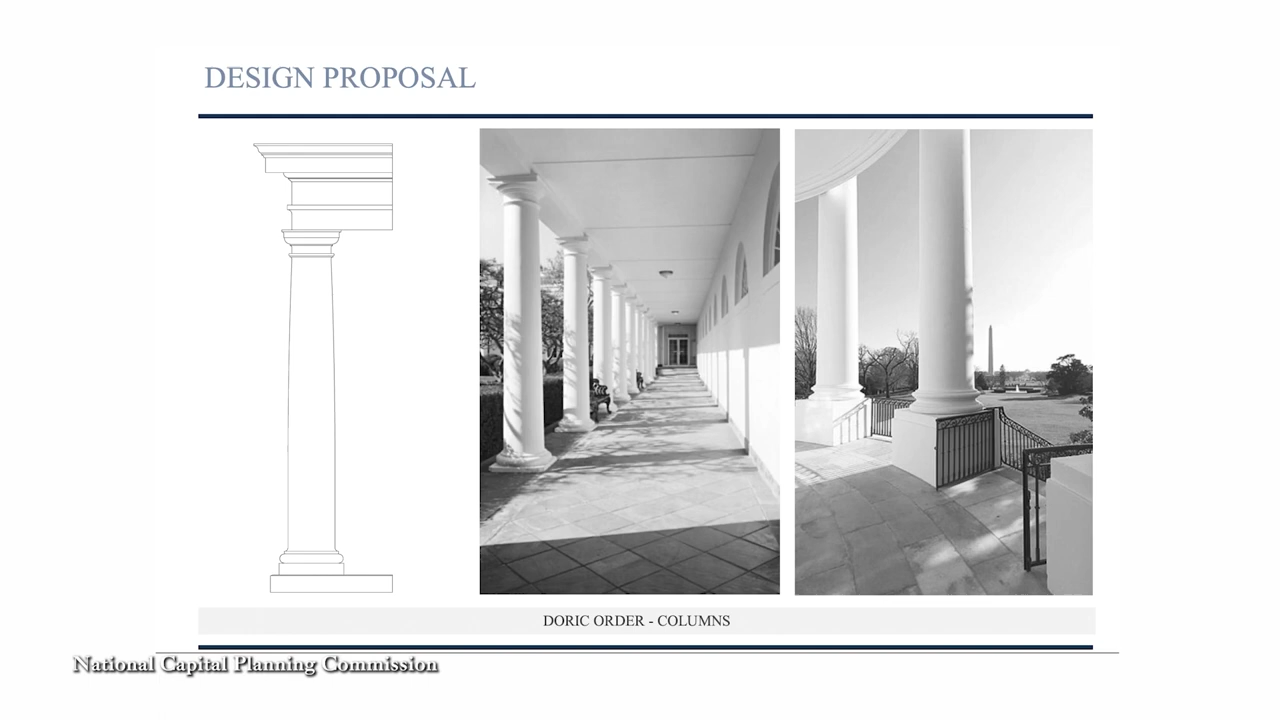 DESIGN PROPOSAL
DORIC ORDER - COLUMNS
National Capital Planning Commission